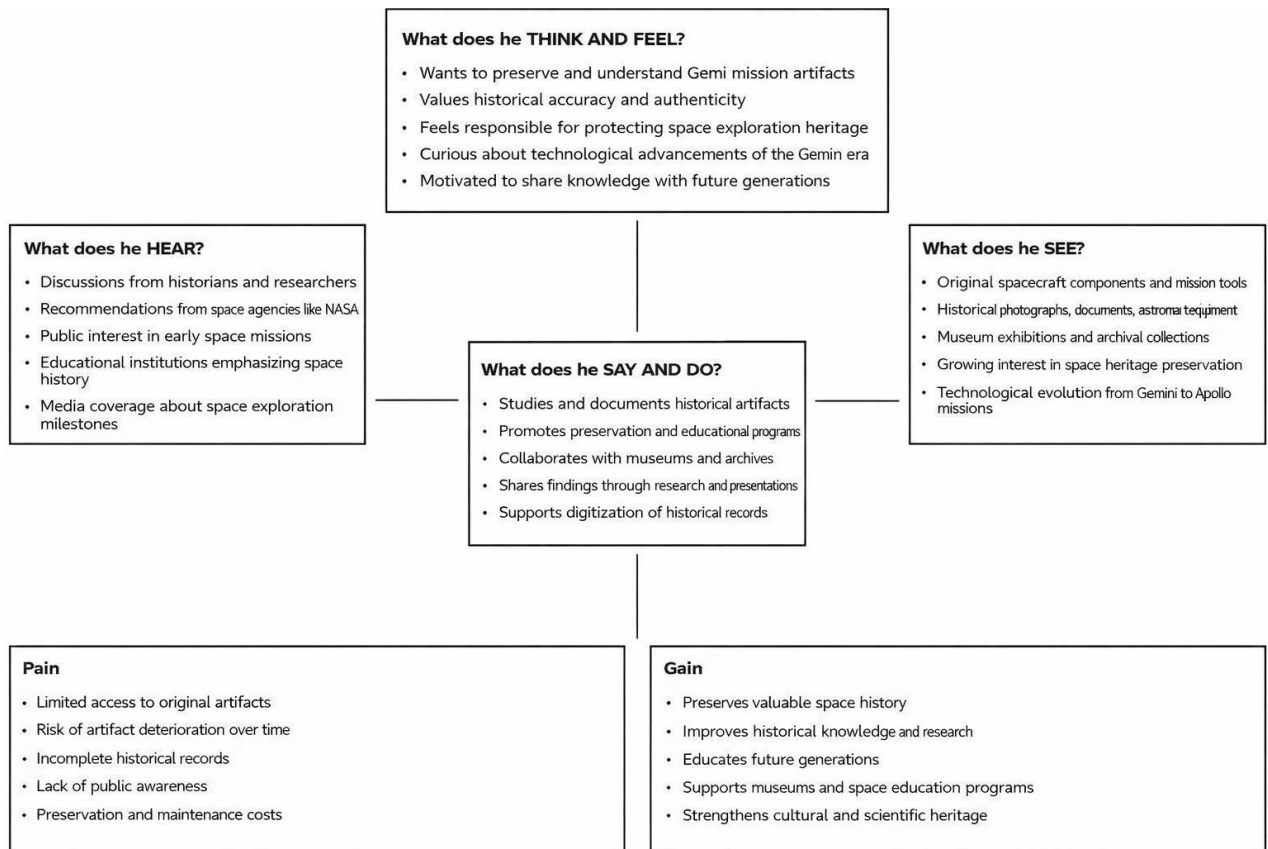 What does he THINK AND FEEL?
• Wants to preserve and understand Gemi mission artifacts
• Values historical accuracy and authenticity
• Feels responsible for protecting space exploration heritage
• Curious about technological advancements of the Gemin era
• Motivated to share knowledge with future generations
What does he HEAR?
• Discussions from historians and researchers
• Recommendations from space agencies like NASA
• Public interest in early space missions
• Educational institutions emphasizing space
history
• Media coverage about space exploration
milestones
What does he SEE?
• Original spacecraft components and mission tools
• Historical photographs, documents,
• Museum exhibitions and archival collections
• Growing interest in space heritage preservation
• Technological evolution from Gemini to Apollo
missions
What does he SAY AND DO?
• Studies and documents historical artifacts
• Promotes preservation and educational programs
• Collaborates with museums and archives
• Shares findings through research and presentations
• Supports digitization of historical records
Pain
• Limited access to original artifacts
• Risk of artifact deterioration over time
• Incomplete historical records
• Lack of public awareness
• Preservation and maintenance costs
Gain
• Preserves valuable space history
• Improves historical knowledge and research
• Educates future generations
• Supports museums and space education programs
• Strengthens cultural and scientific heritage